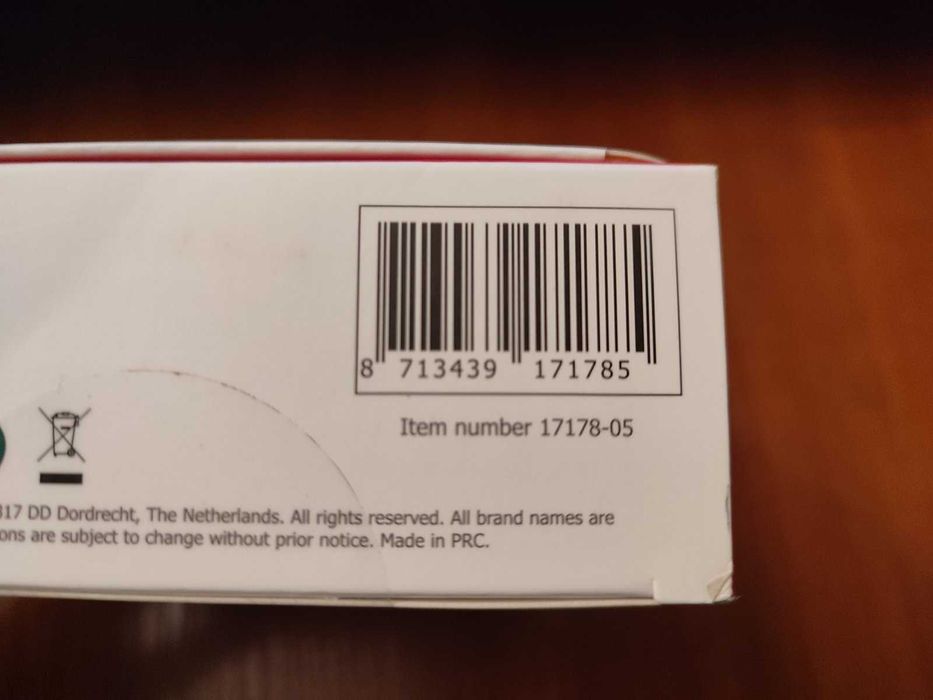 8 713439 171785
Item number 17178-05
317 DD Dordrecht, The Netherlands. All rights reserved. All brand names are
ons are subject to change without prior notice. Made in PRC.